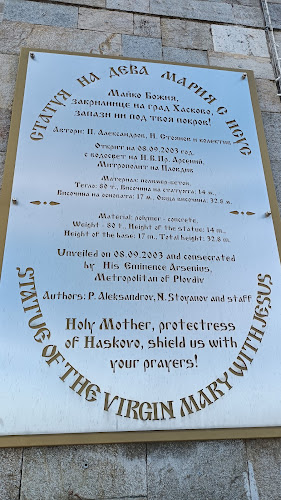 СТАТУЯ НА ДЕВА МАРИЯ С ИСУС
Майко Божия,
закрилнице на град Хасково,
запази ни под твоя покров!
Автори: П. Александров, Н. Стоянов и колектив
Открит на 08.09.2003 год.
с водосвет на Н.В.Пр. Арсений,
Митрополит на Пловдив
Материал: полимер-бетон.
Тегло: 80 т., Височина на статуята: 14 м.,
Височина на основата: 17 м., Обща височина: 32.8 м.
Material: polymer - concrete.
Weight - 80 t., Height of the statue: 14 m.,
Height of the base: 17 m., Total height: 32.8 m.
Unveiled on 08.09.2003 and consecrated
by His Eminence Arsenius,
Metropolitan of Plovdiv
Authors: P. Aleksandrov, N. Stoyanov and staff
Holy Mother, protectress
of Haskovo, shield us with
your prayers!
STATUE OF THE VIRGIN MARY WITH JESUS